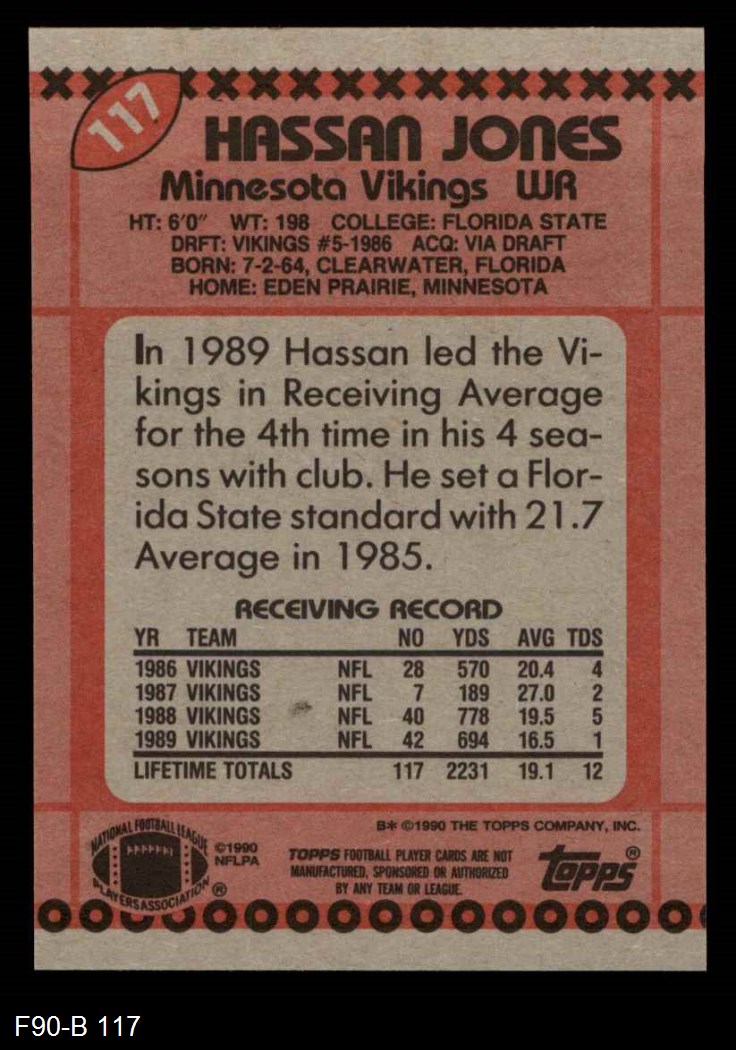 117
HASSAN JONES
Minnesota Vikings WR
HT: 6'0" WT: 198 COLLEGE: FLORIDA STATE
DRFT: VIKINGS #5-1986 ACQ: VIA DRAFT
BORN: 7-2-64, CLEARWATER, FLORIDA
HOME: EDEN PRAIRIE, MINNESOTA
In 1989 Hassan led the Vi-
kings in Receiving Average
for the 4th time in his 4 sea-
sons with club. He set a Flor-
ida State standard with 21.7
Average in 1985.
RECEIVING RECORD
YR TEAM NO YDS AVG TDS
1986 VIKINGS NFL 28 570 20.4 4
1987 VIKINGS NFL 7 189 27.0 2
1988 VIKINGS NFL 40 778 19.5 5
1989 VIKINGS NFL 42 694 16.5 1
LIFETIME TOTALS 117 2231 19.1 12
B* ©1990 THE TOPPS COMPANY, INC.
NATIONAL FOOTBALL LEAGUE
PLAYERS ASSOCIATION ®
©1990
NFLPA
TOPPS FOOTBALL PLAYER CARDS ARE NOT
MANUFACTURED, SPONSORED OR AUTHORIZED
BY ANY TEAM OR LEAGUE.
topps®
F90-B 117